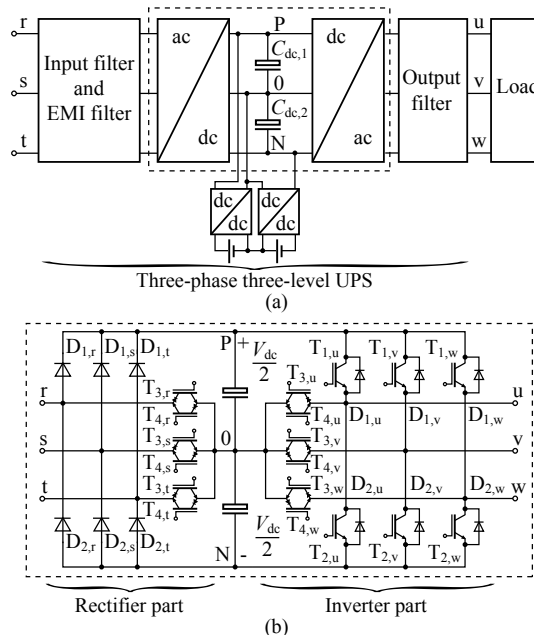 r
s
t
Input filter
and
EMI filter
ac
dc
P
C_dc,1
0
C_dc,2
N
dc
ac
Output
filter
u
v
w
Load
dc
dc
dc
dc
Three-phase three-level UPS
(a)
D_1,r D_1,s D_1,t
P +
V_dc
2
T_1,u T_1,v T_1,w
r
T_3,r
T_4,r
T_3,u
T_4,u
D_1,u D_1,v D_1,w
u
s
T_3,s
T_4,s
0
T_3,v
T_4,v
v
t
T_3,t
T_4,t
T_3,w
T_4,w
D_2,u D_2,v D_2,w
w
D_2,r D_2,s D_2,t
N -
V_dc
2
T_2,u T_2,v T_2,w
Rectifier part
Inverter part
(b)